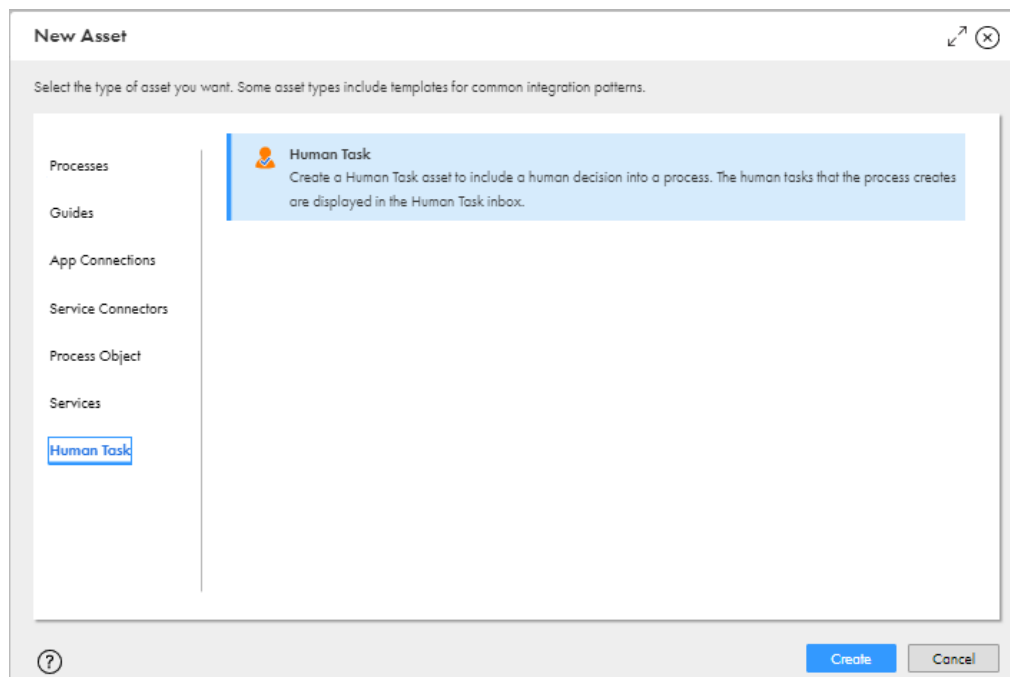 New Asset
Select the type of asset you want. Some asset types include templates for common integration patterns.
Processes
Guides
App Connections
Service Connectors
Process Object
Services
Human Task
Human Task
Create a Human Task asset to include a human decision into a process. The human tasks that the process creates
are displayed in the Human Task inbox.
?
Create
Cancel